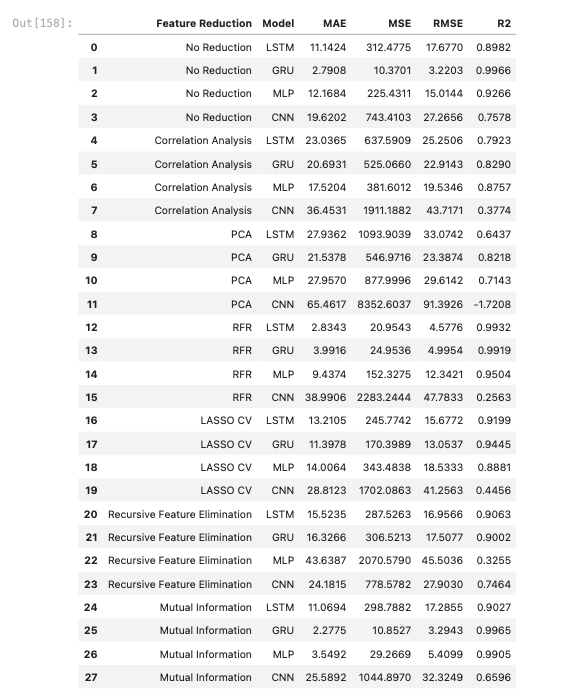 Out[158]:
Feature Reduction Model MAE MSE RMSE R2
0 No Reduction LSTM 11.1424 312.4775 17.6770 0.8982
1 No Reduction GRU 2.7908 10.3701 3.2203 0.9966
2 No Reduction MLP 12.1684 225.4311 15.0144 0.9266
3 No Reduction CNN 19.6202 743.4103 27.2656 0.7578
4 Correlation Analysis LSTM 23.0365 637.5909 25.2506 0.7923
5 Correlation Analysis GRU 20.6931 525.0660 22.9143 0.8290
6 Correlation Analysis MLP 17.5204 381.6012 19.5346 0.8757
7 Correlation Analysis CNN 36.4531 1911.1882 43.7171 0.3774
8 PCA LSTM 27.9362 1093.9039 33.0742 0.6437
9 PCA GRU 21.5378 546.9716 23.3874 0.8218
10 PCA MLP 27.9570 877.9996 29.6142 0.7143
11 PCA CNN 65.4617 8352.6037 91.3926 -1.7208
12 RFR LSTM 2.8343 20.9543 4.5776 0.9932
13 RFR GRU 3.9916 24.9536 4.9954 0.9919
14 RFR MLP 9.4374 152.3275 12.3421 0.9504
15 RFR CNN 38.9906 2283.2444 47.7833 0.2563
16 LASSO CV LSTM 13.2105 245.7742 15.6772 0.9199
17 LASSO CV GRU 11.3978 170.3989 13.0537 0.9445
18 LASSO CV MLP 14.0064 343.4838 18.5333 0.8881
19 LASSO CV CNN 28.8123 1702.0863 41.2563 0.4456
20 Recursive Feature Elimination LSTM 15.5235 287.5263 16.9566 0.9063
21 Recursive Feature Elimination GRU 16.3266 306.5213 17.5077 0.9002
22 Recursive Feature Elimination MLP 43.6387 2070.5790 45.5036 0.3255
23 Recursive Feature Elimination CNN 24.1815 778.5782 27.9030 0.7464
24 Mutual Information LSTM 11.0694 298.7882 17.2855 0.9027
25 Mutual Information GRU 2.2775 10.8527 3.2943 0.9965
26 Mutual Information MLP 3.5492 29.2669 5.4099 0.9905
27 Mutual Information CNN 25.5892 1044.8970 32.3249 0.6596